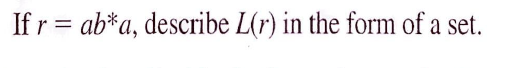 If r = ab*a, describe L(r) in the form of a set.